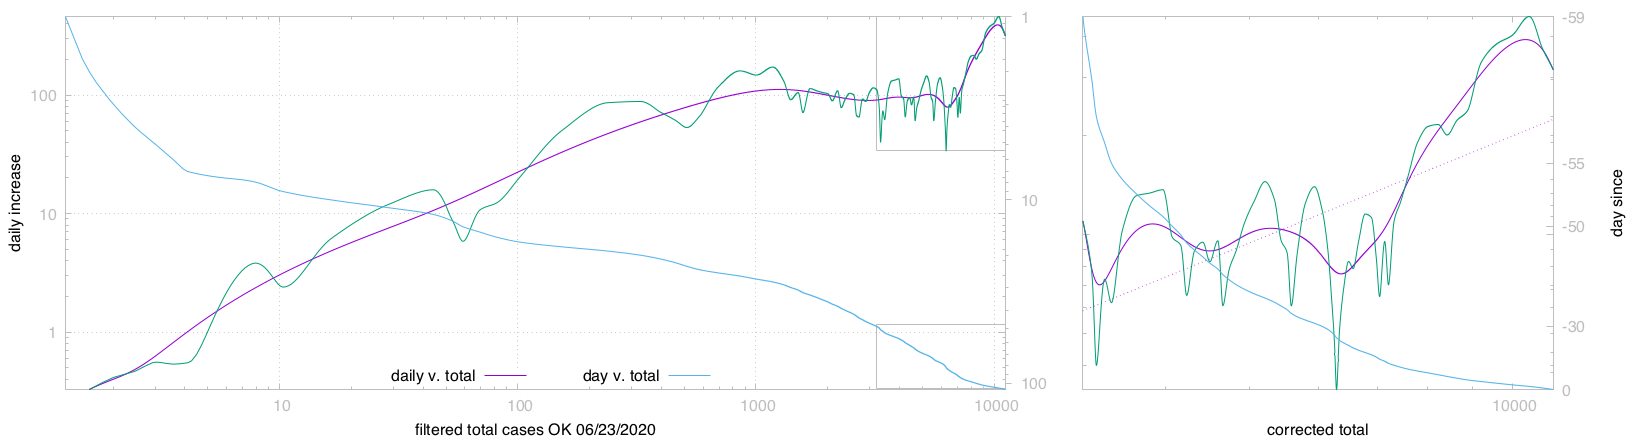 1
-59
100
daily increase
10
10
-55
-50
day since
1
-30
daily v. total
day v. total
100
0
10
100
1000
10000
10000
filtered total cases OK 06/23/2020
corrected total